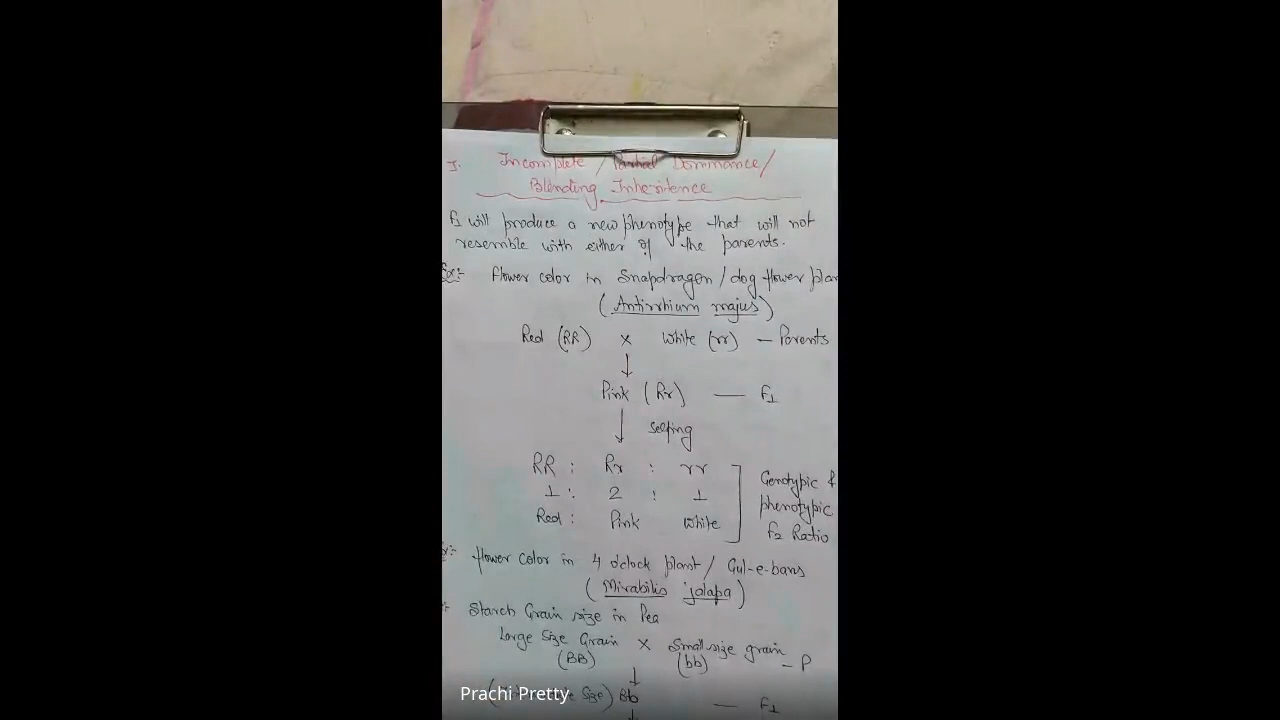 I. Incomplete / Partial Dominance /
Blending Inheritence
F1 will produce a new phenotype that will not
resemble with either of the parents.
Ex:- flower color in Snapdragon / dog flower plan
(Antirrhium majus)
Red (RR) x White (rr) — Parents
Pink (Rr) — F1
selfing
RR : Rr : rr
1 : 2 : 1
Red : Pink White
Genotypic &
phenotypic
F2 Ratio
flower color in 4 o'clock plant / Gul-e-bans
(Mirabilis jalapa)
Starch Grain size in Pea
Large Size Grain x Small size grain
(BB) (bb) — P
Size) Bb — F1
Prachi Pretty